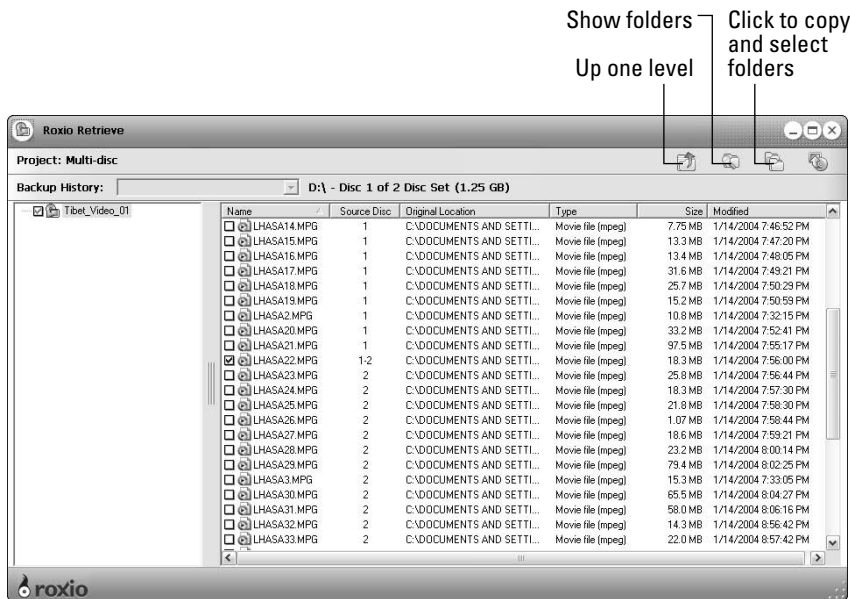 Show folders
Click to copy
and select
folders
Up one level
Roxio Retrieve
Project: Multi-disc
Backup History:
D:\ - Disc 1 of 2 Disc Set (1.25 GB)
Tibet_Video_01
Name Source Disc Original Location Type Size Modified
LHASA14.MPG 1 C:\DOCUMENTS AND SETTI... Movie file (mpeg) 7.75 MB 1/14/2004 7:46:52 PM
LHASA15.MPG 1 C:\DOCUMENTS AND SETTI... Movie file (mpeg) 13.3 MB 1/14/2004 7:47:20 PM
LHASA16.MPG 1 C:\DOCUMENTS AND SETTI... Movie file (mpeg) 13.4 MB 1/14/2004 7:48:05 PM
LHASA17.MPG 1 C:\DOCUMENTS AND SETTI... Movie file (mpeg) 31.6 MB 1/14/2004 7:49:21 PM
LHASA18.MPG 1 C:\DOCUMENTS AND SETTI... Movie file (mpeg) 25.7 MB 1/14/2004 7:50:29 PM
LHASA19.MPG 1 C:\DOCUMENTS AND SETTI... Movie file (mpeg) 15.2 MB 1/14/2004 7:50:59 PM
LHASA2.MPG 1 C:\DOCUMENTS AND SETTI... Movie file (mpeg) 10.8 MB 1/14/2004 7:32:15 PM
LHASA20.MPG 1 C:\DOCUMENTS AND SETTI... Movie file (mpeg) 33.2 MB 1/14/2004 7:52:41 PM
LHASA21.MPG 1 C:\DOCUMENTS AND SETTI... Movie file (mpeg) 97.5 MB 1/14/2004 7:55:17 PM
LHASA22.MPG 1-2 C:\DOCUMENTS AND SETTI... Movie file (mpeg) 18.3 MB 1/14/2004 7:56:00 PM
LHASA23.MPG 2 C:\DOCUMENTS AND SETTI... Movie file (mpeg) 25.8 MB 1/14/2004 7:56:44 PM
LHASA24.MPG 2 C:\DOCUMENTS AND SETTI... Movie file (mpeg) 18.3 MB 1/14/2004 7:57:30 PM
LHASA25.MPG 2 C:\DOCUMENTS AND SETTI... Movie file (mpeg) 21.8 MB 1/14/2004 7:58:30 PM
LHASA26.MPG 2 C:\DOCUMENTS AND SETTI... Movie file (mpeg) 1.07 MB 1/14/2004 7:58:44 PM
LHASA27.MPG 2 C:\DOCUMENTS AND SETTI... Movie file (mpeg) 18.6 MB 1/14/2004 7:59:21 PM
LHASA28.MPG 2 C:\DOCUMENTS AND SETTI... Movie file (mpeg) 23.2 MB 1/14/2004 8:00:14 PM
LHASA29.MPG 2 C:\DOCUMENTS AND SETTI... Movie file (mpeg) 79.4 MB 1/14/2004 8:02:25 PM
LHASA3.MPG 2 C:\DOCUMENTS AND SETTI... Movie file (mpeg) 15.3 MB 1/14/2004 7:33:05 PM
LHASA30.MPG 2 C:\DOCUMENTS AND SETTI... Movie file (mpeg) 65.5 MB 1/14/2004 8:04:27 PM
LHASA31.MPG 2 C:\DOCUMENTS AND SETTI... Movie file (mpeg) 58.0 MB 1/14/2004 8:06:16 PM
LHASA32.MPG 2 C:\DOCUMENTS AND SETTI... Movie file (mpeg) 14.3 MB 1/14/2004 8:56:42 PM
LHASA33.MPG 2 C:\DOCUMENTS AND SETTI... Movie file (mpeg) 22.0 MB 1/14/2004 8:57:42 PM
roxio